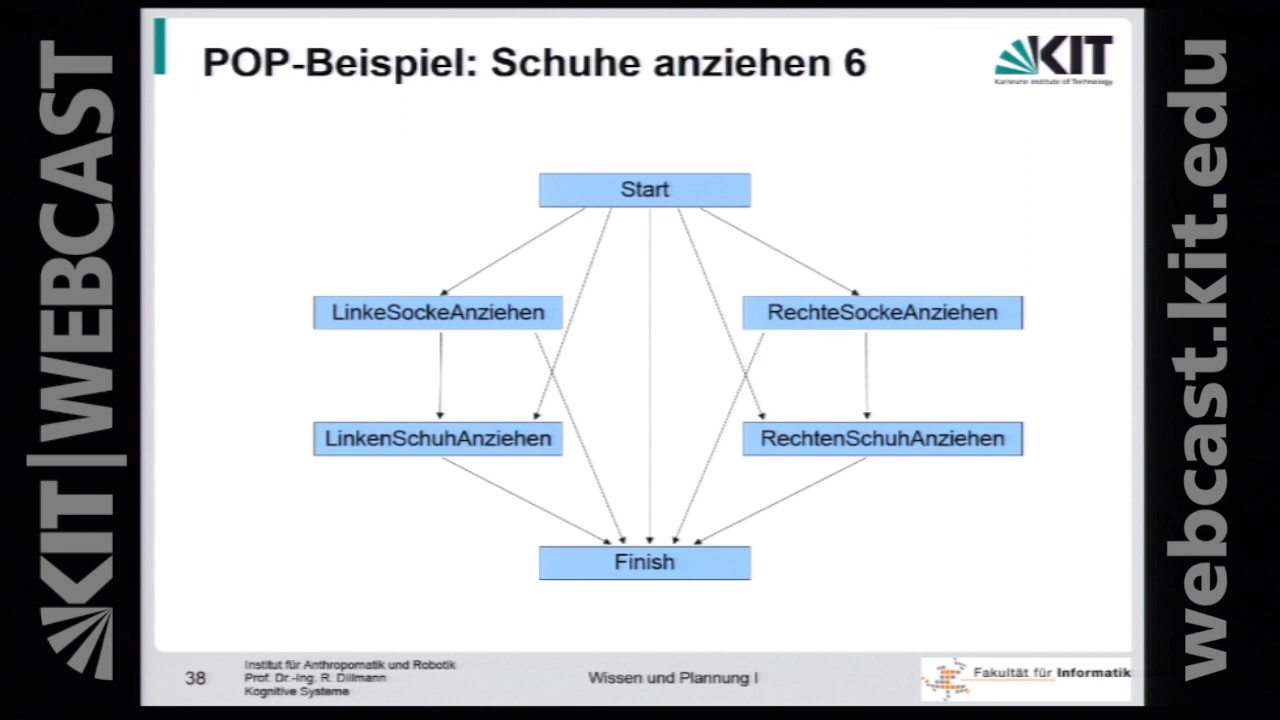 KIT | WEBCAST
POP-Beispiel: Schuhe anziehen 6
KIT
Karlsruhe Institute of Technology
Start
LinkeSockeAnziehen
RechteSockeAnziehen
LinkenSchuhAnziehen
RechtenSchuhAnziehen
Finish
38
Institut für Anthropomatik und Robotik
Prof. Dr.-Ing. R. Dillmann
Kognitive Systeme
Wissen und Planung I
Fakultät für Informatik
webcast.kit.edu